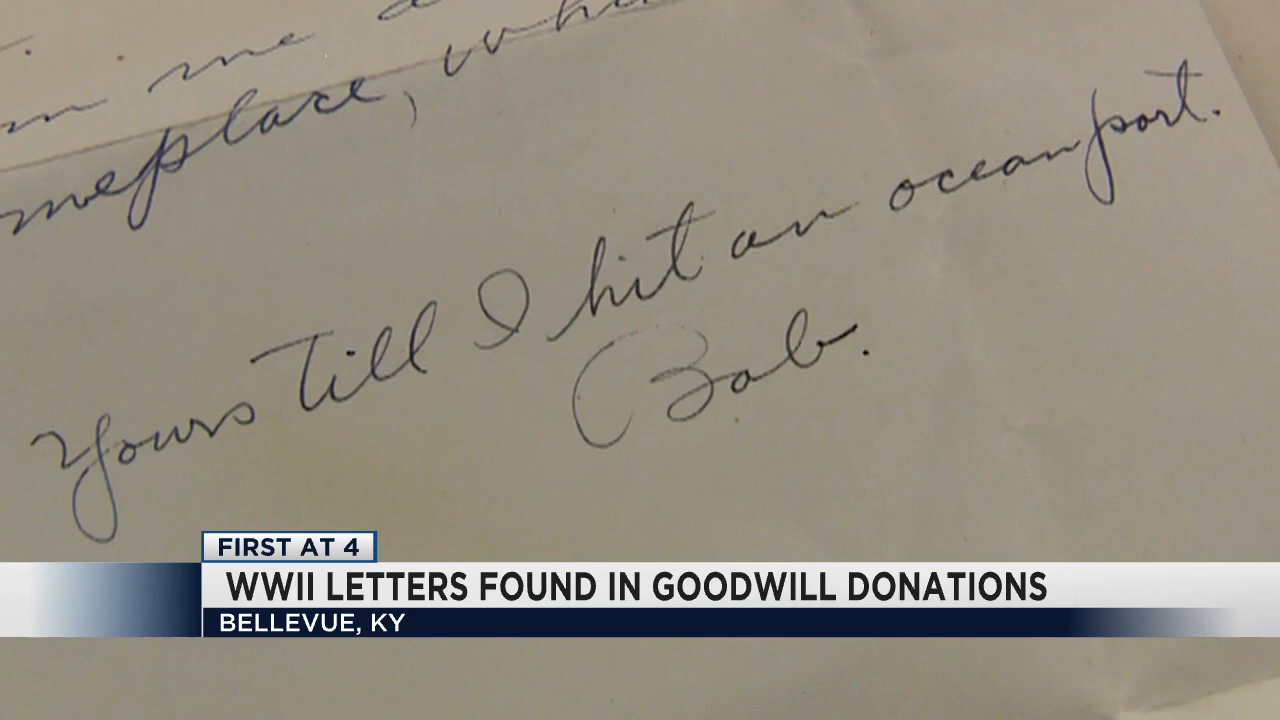 me
meplace,
Yours till I hit an ocean port.
Bob.
FIRST AT 4
WWII LETTERS FOUND IN GOODWILL DONATIONS
BELLEVUE, KY